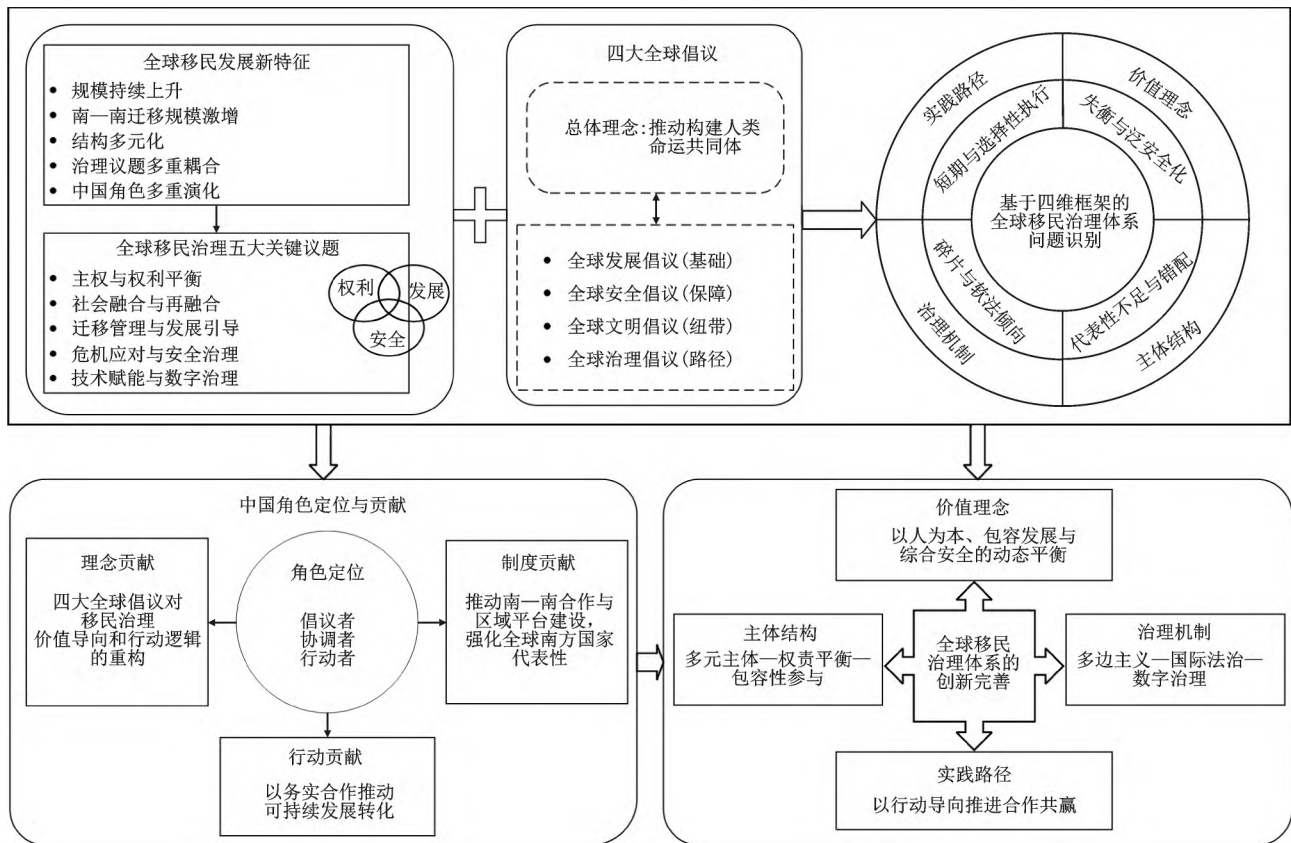 全球移民发展新特征
• 规模持续上升
• 南—南迁移规模激增
• 结构多元化
• 治理议题多重耦合
• 中国角色多重演化
全球移民治理五大关键议题
• 主权与权利平衡
• 社会融合与再融合
• 迁移管理与发展引导
• 危机应对与安全治理
• 技术赋能与数字治理
权利
发展
安全
四大全球倡议
总体理念:推动构建人类
命运共同体
• 全球发展倡议(基础)
• 全球安全倡议(保障)
• 全球文明倡议(纽带)
• 全球治理倡议(路径)
实践路径
价值理念
短期与选择性执行
失衡与泛安全化
基于四维框架的
全球移民治理体系
问题识别
碎片与软法倾向
代表性不足与错配
治理机制
主体结构
中国角色定位与贡献
理念贡献
四大全球倡议对
移民治理
价值导向和行动逻辑
的重构
角色定位
倡议者
协调者
行动者
制度贡献
推动南—南合作与
区域平台建设,
强化全球南方国家
代表性
行动贡献
以务实合作推动
可持续发展转化
价值理念
以人为本、包容发展与
综合安全的动态平衡
主体结构
多元主体—权责平衡—
包容性参与
全球移民
治理体系的
创新完善
治理机制
多边主义—国际法治—
数字治理
实践路径
以行动导向推进合作共赢